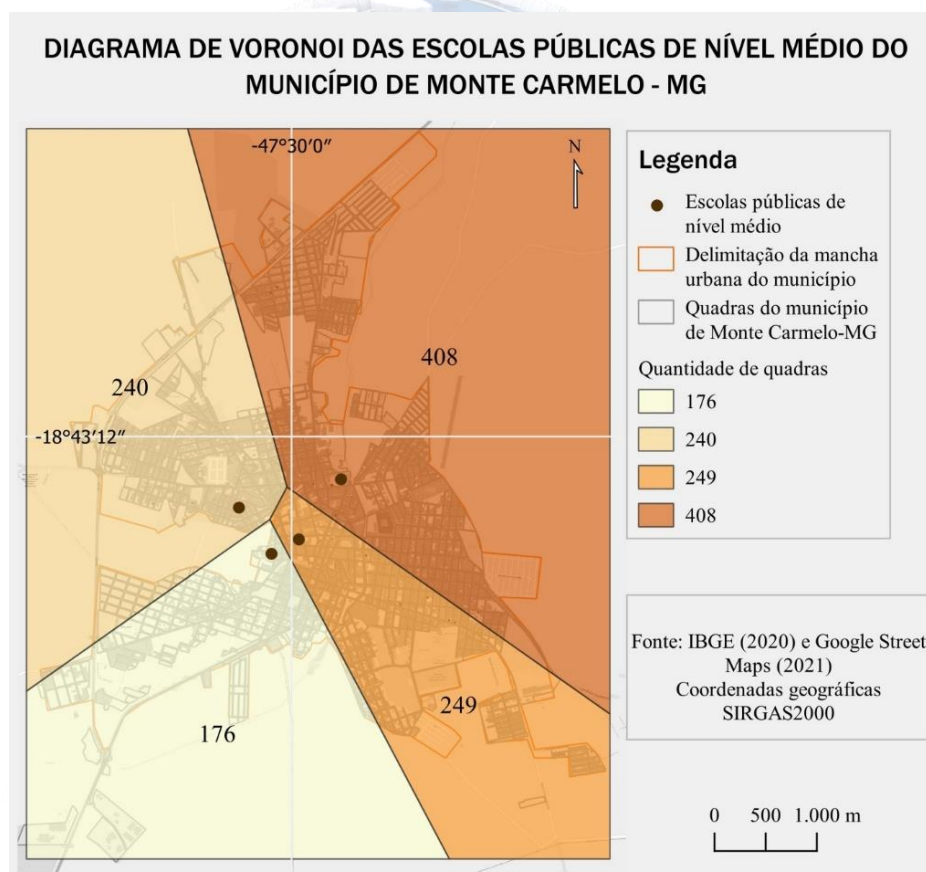 DIAGRAMA DE VORONOI DAS ESCOLAS PÚBLICAS DE NÍVEL MÉDIO DO
MUNICÍPIO DE MONTE CARMELO - MG
-47°30′0″
N
408
240
-18°43′12″
249
176
Legenda
Escolas públicas de
nível médio
Delimitação da mancha
urbana do município
Quadras do município
de Monte Carmelo-MG
Quantidade de quadras
176
240
249
408
Fonte: IBGE (2020) e Google Street
Maps (2021)
Coordenadas geográficas
SIRGAS2000
0 500 1.000 m